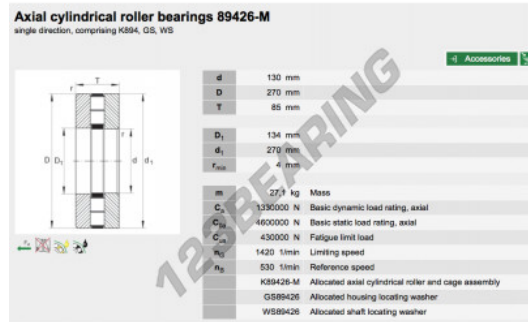 Axial cylindrical roller bearings 89426-M
single direction, comprising K894, GS, WS
Accessories
d 130 mm
D 270 mm
T 85 mm
D1 134 mm
d1 270 mm
rmin 4 mm
m 27,1 kg Mass
Ca 1330000 N Basic dynamic load rating, axial
C0a 4600000 N Basic static load rating, axial
Cua 430000 N Fatigue limit load
nG 1420 1/min Limiting speed
nB 530 1/min Reference speed
K89426-M Allocated axial cylindrical roller and cage assembly
GS89426 Allocated housing locating washer
WS89426 Allocated shaft locating washer
T
r
r
D D1 d d1
123BEARING